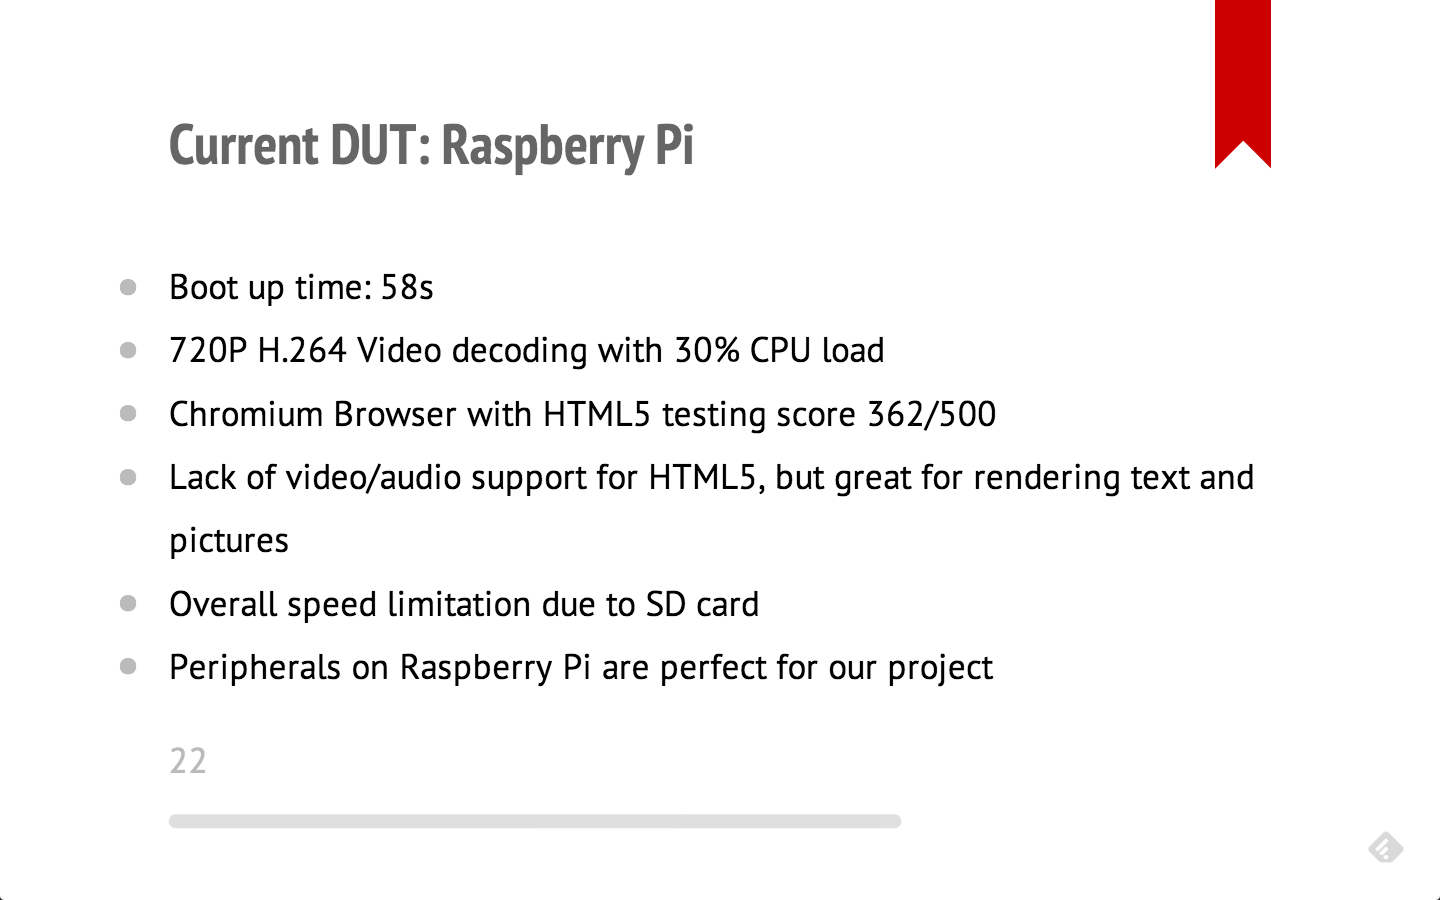 Current DUT: Raspberry Pi
Boot up time: 58s
720P H.264 Video decoding with 30% CPU load
Chromium Browser with HTML5 testing score 362/500
Lack of video/audio support for HTML5, but great for rendering text and
pictures
Overall speed limitation due to SD card
Peripherals on Raspberry Pi are perfect for our project
22